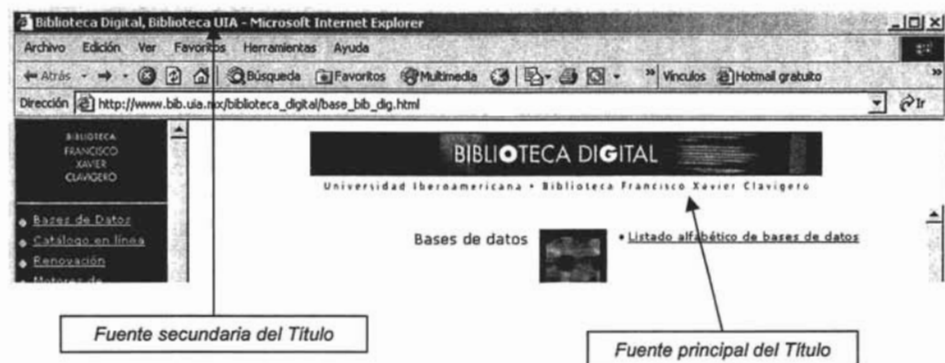 Biblioteca Digital, Biblioteca UIA - Microsoft Internet Explorer
Archivo Edición Ver Favoritos Herramientas Ayuda
Atrás Búsqueda Favoritos Multimedia Vínculos Hotmail gratuito
Dirección http://www.bib.uia.mx/biblioteca_digital/base_bib_dig.html Ir
BIBLIOTECA
FRANCISCO
XAVIER
CLAVIGERO
BIBLIOTECA DIGITAL
Universidad Iberoamericana • Biblioteca Francisco Xavier Clavigero
Bases de Datos
Catálogo en línea
Renovación
Motores de
Bases de datos
• Listado alfabético de bases de datos
Fuente secundaria del Título
Fuente principal del Título